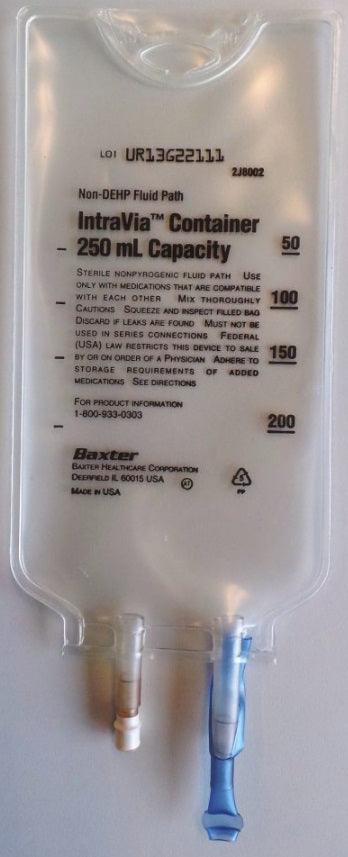 LOT UR13G22111
2J8002
Non-DEHP Fluid Path
IntraVia™ Container
250 mL Capacity
50
STERILE NONPYROGENIC FLUID PATH USE
ONLY WITH MEDICATIONS THAT ARE COMPATIBLE
WITH EACH OTHER MIX THOROUGHLY
100
CAUTIONS SQUEEZE AND INSPECT FILLED BAG
DISCARD IF LEAKS ARE FOUND MUST NOT BE
USED IN SERIES CONNECTIONS FEDERAL
(USA) LAW RESTRICTS THIS DEVICE TO SALE
150
BY OR ON ORDER OF A PHYSICIAN ADHERE TO
STORAGE REQUIREMENTS OF ADDED
MEDICATIONS SEE DIRECTIONS
FOR PRODUCT INFORMATION
1-800-933-0303
200
Baxter
BAXTER HEALTHCARE CORPORATION
DEERFIELD IL 60015 USA
MADE IN USA
5
PP